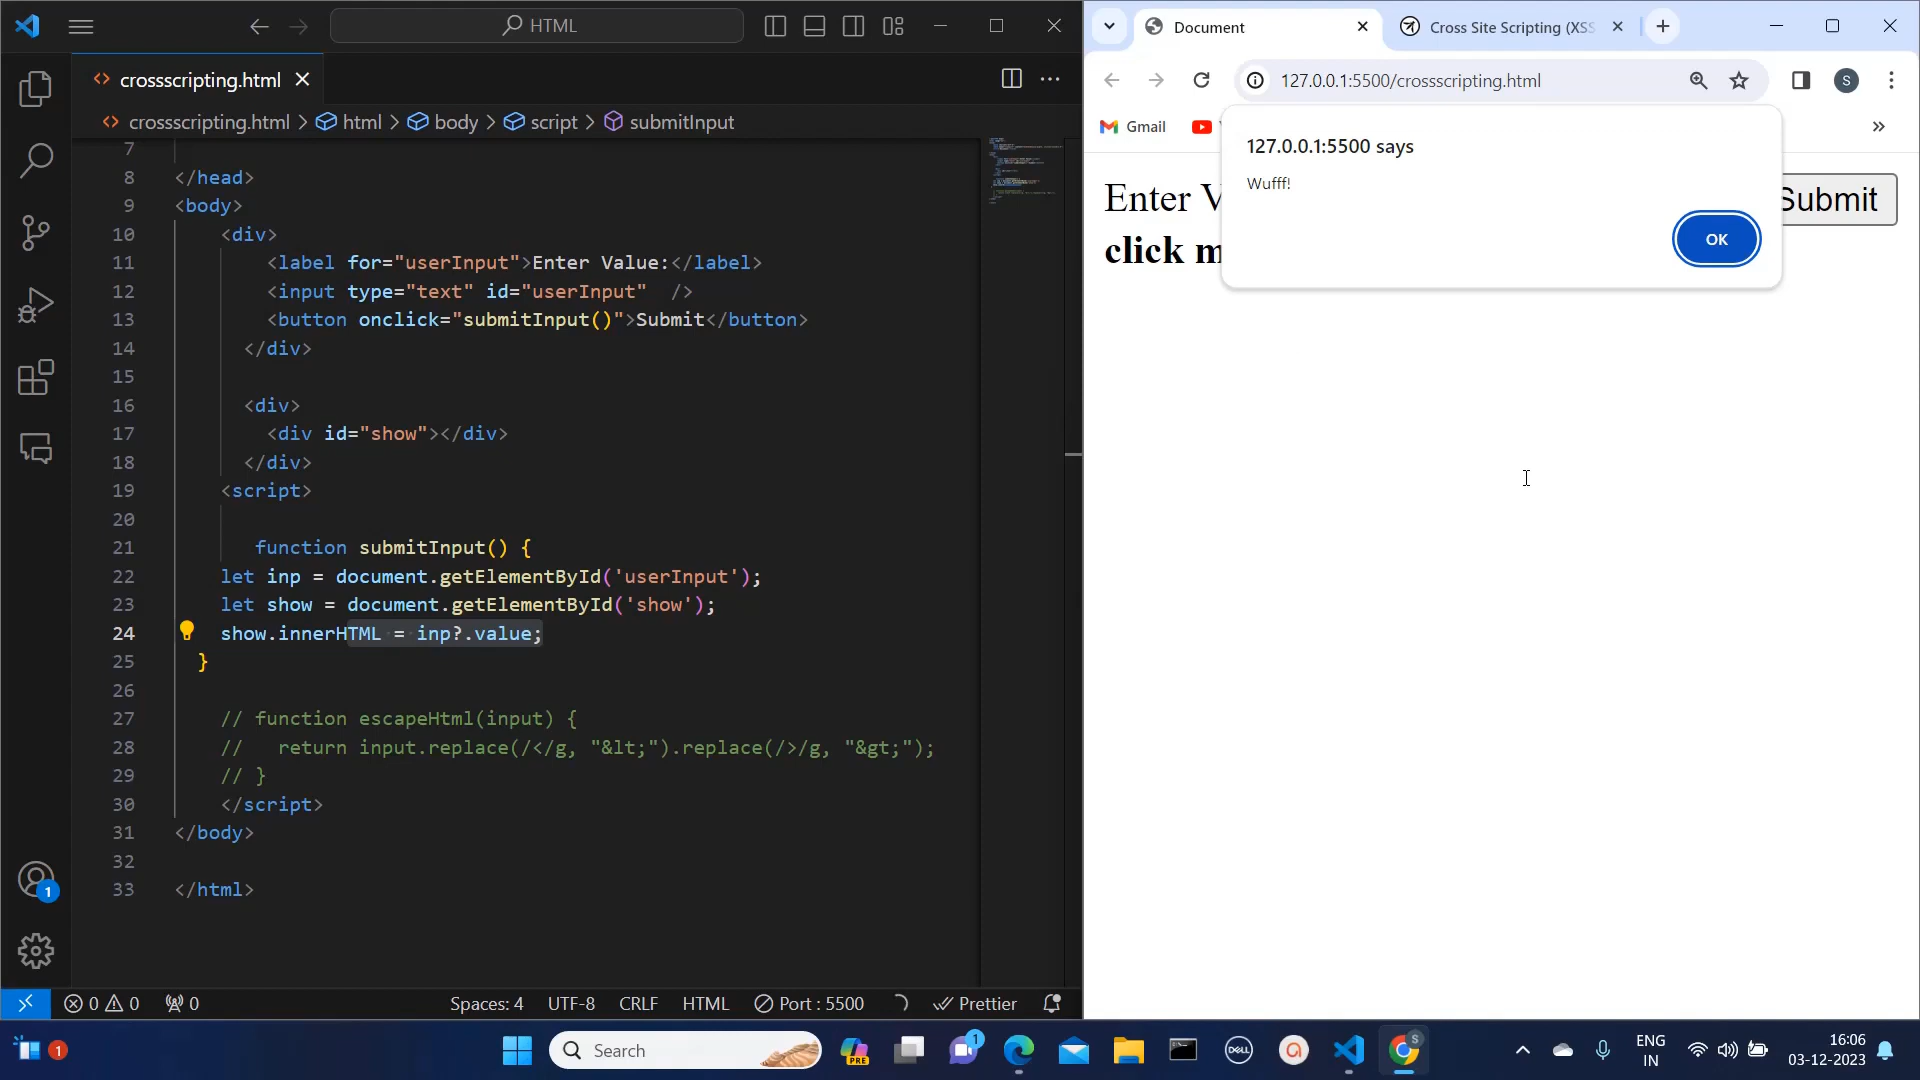 HTML
crossscripting.html
crossscripting.html > html > body > script > submitInput
7
8 </head>
9 <body>
10 <div>
11 <label for="userInput">Enter Value:</label>
12 <input type="text" id="userInput"  />
13 <button onclick="submitInput()">Submit</button>
14 </div>
15
16 <div>
17 <div id="show"></div>
18 </div>
19 <script>
20
21 function submitInput() {
22 let inp = document.getElementById('userInput');
23 let show = document.getElementById('show');
24 show.innerHTML = inp?.value;
25 }
26
27 // function escapeHtml(input) {
28 //   return input.replace(/</g, "&lt;").replace(/>/g, "&gt;");
29 // }
30 </script>
31 </body>
32
33 </html>
1
0 0 0 Spaces: 4 UTF-8 CRLF HTML Port : 5500 Prettier
Document Cross Site Scripting (XSS
127.0.0.1:5500/crossscripting.html S
Gmail
127.0.0.1:5500 says
Wufff!
OK
Enter V Submit
click m
1 Search PRE 1 DELL a S ENG
IN
16:06
03-12-2023